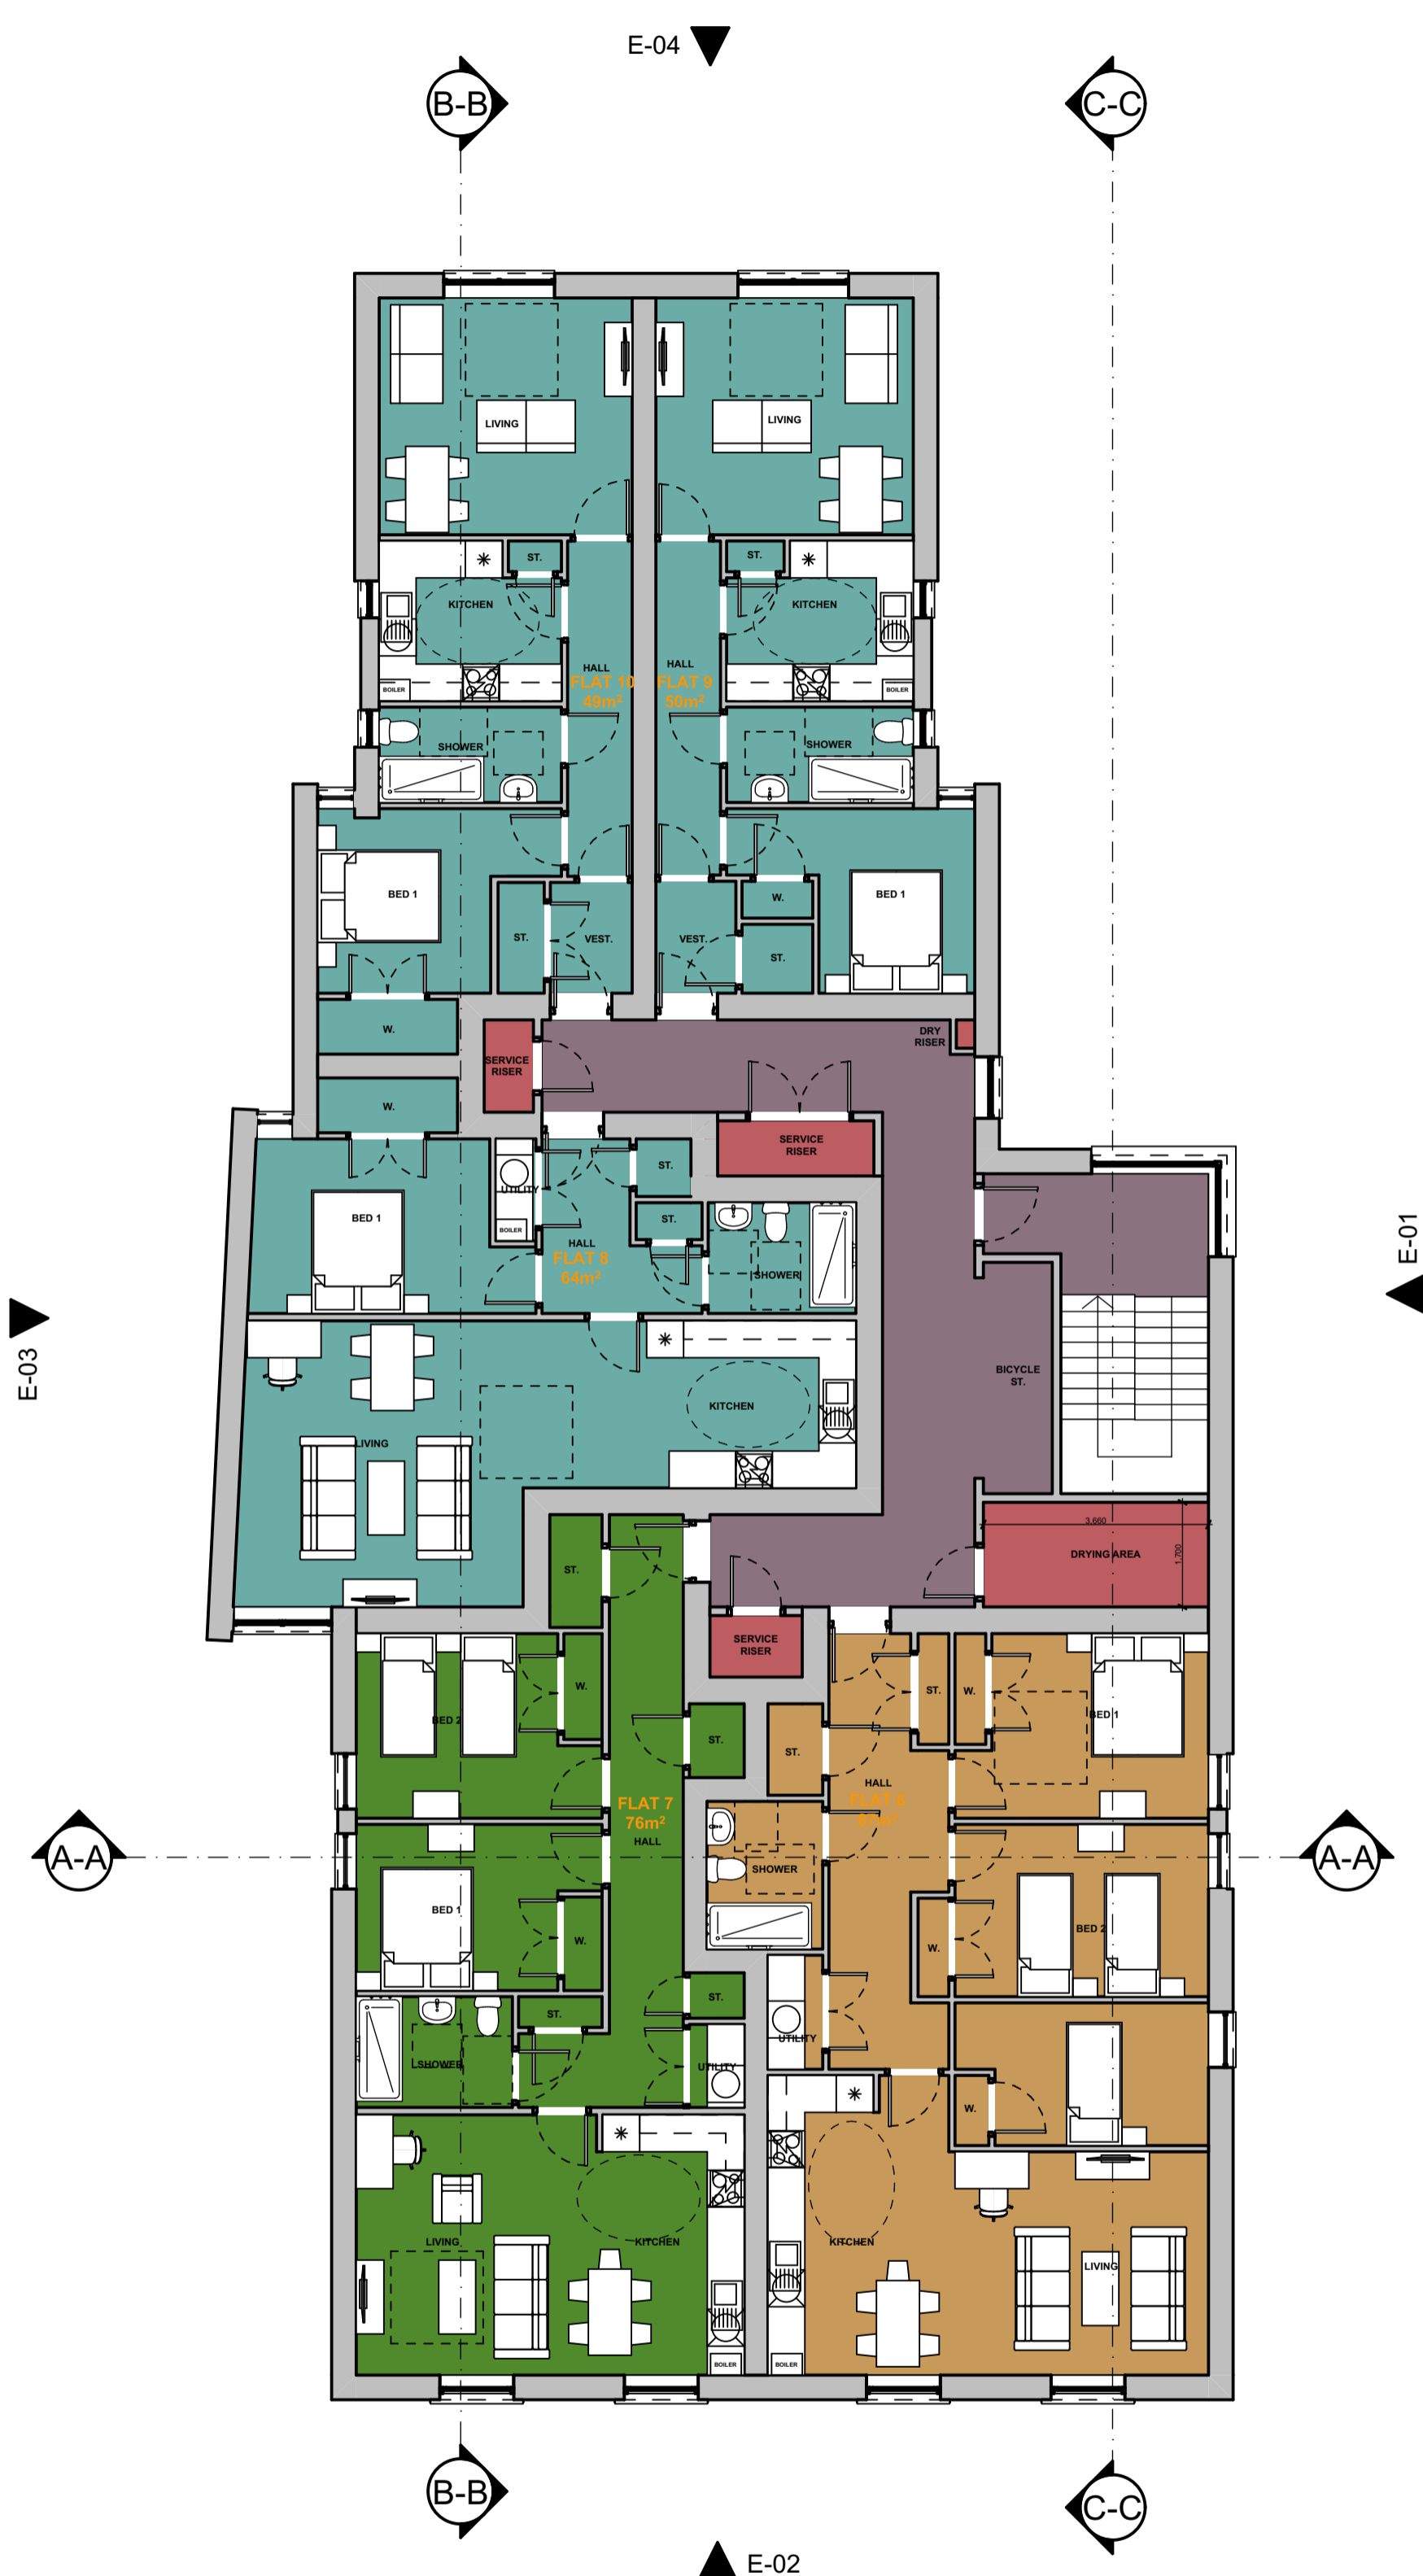 E-04
B-B
C-C
LIVING
LIVING
ST.
ST.
KITCHEN
KITCHEN
HALL
FLAT 10
49m²
HALL
FLAT 9
50m²
BOILER
BOILER
SHOWER
SHOWER
BED 1
BED 1
W.
ST.
VEST.
VEST.
ST.
W.
DRY
RISER
SERVICE
RISER
W.
SERVICE
RISER
ST.
UTILITY
BOILER
ST.
BED 1
HALL
FLAT 8
64m²
SHOWER
E-01
E-03
BICYCLE
ST.
KITCHEN
LIVING
3.660
1.700
DRYING AREA
ST.
SERVICE
RISER
W.
ST.
W.
BED 2
BED 1
ST.
ST.
HALL
FLAT 6
FLAT 7
76m²
HALL
A-A
A-A
SHOWER
BED 1
W.
W.
BED 2
ST.
ST.
UTILITY
UTILITY
SHOWER
W.
LIVING
KITCHEN
KITCHEN
LIVING
BOILER
BOILER
B-B
C-C
E-02